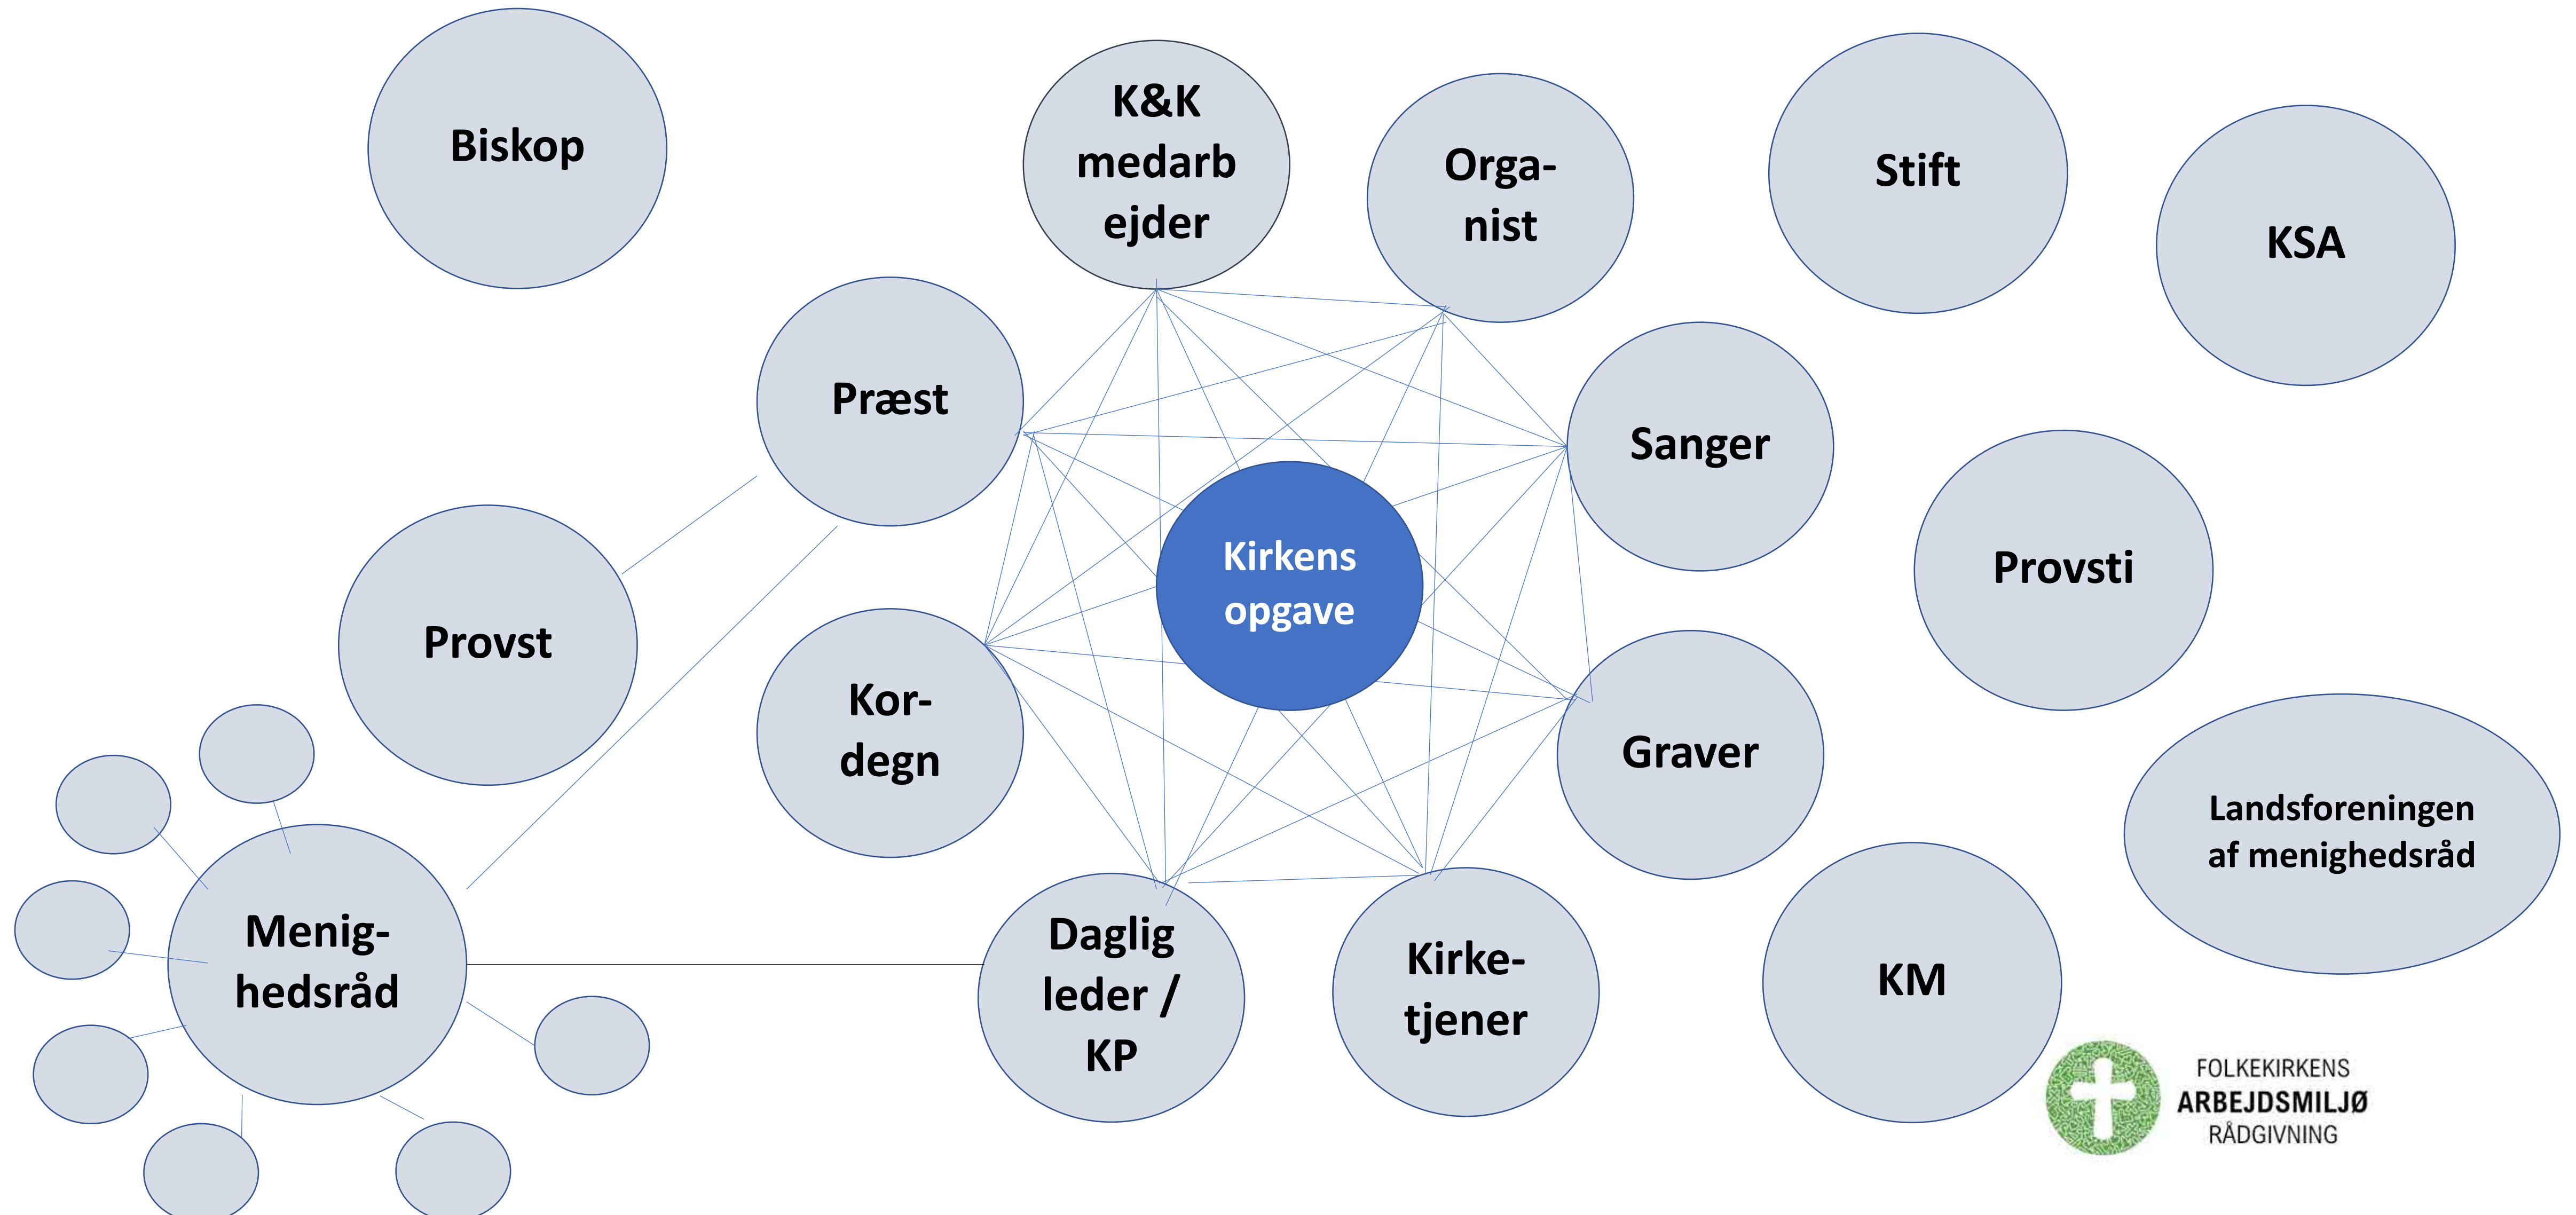 Biskop
K&K
medarb
ejder
Orga-
nist
Stift
KSA
Præst
Sanger
Kirkens
opgave
Provsti
Provst
Kor-
degn
Graver
Landsforeningen
af menighedsråd
Menig-
hedsråd
Daglig
leder /
KP
Kirke-
tjener
KM
FOLKEKIRKENS
ARBEJDSMILJØ
RÅDGIVNING